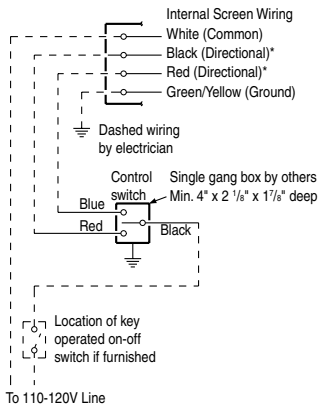 Internal Screen Wiring
White (Common)
Black (Directional)*
Red (Directional)*
Green/Yellow (Ground)
Dashed wiring
by electrician
Control
switch
Single gang box by others
Min. 4" x 2 1/8" x 17/8" deep
Blue
Red
Black
Location of key
operated on-off
switch if furnished
To 110-120V Line